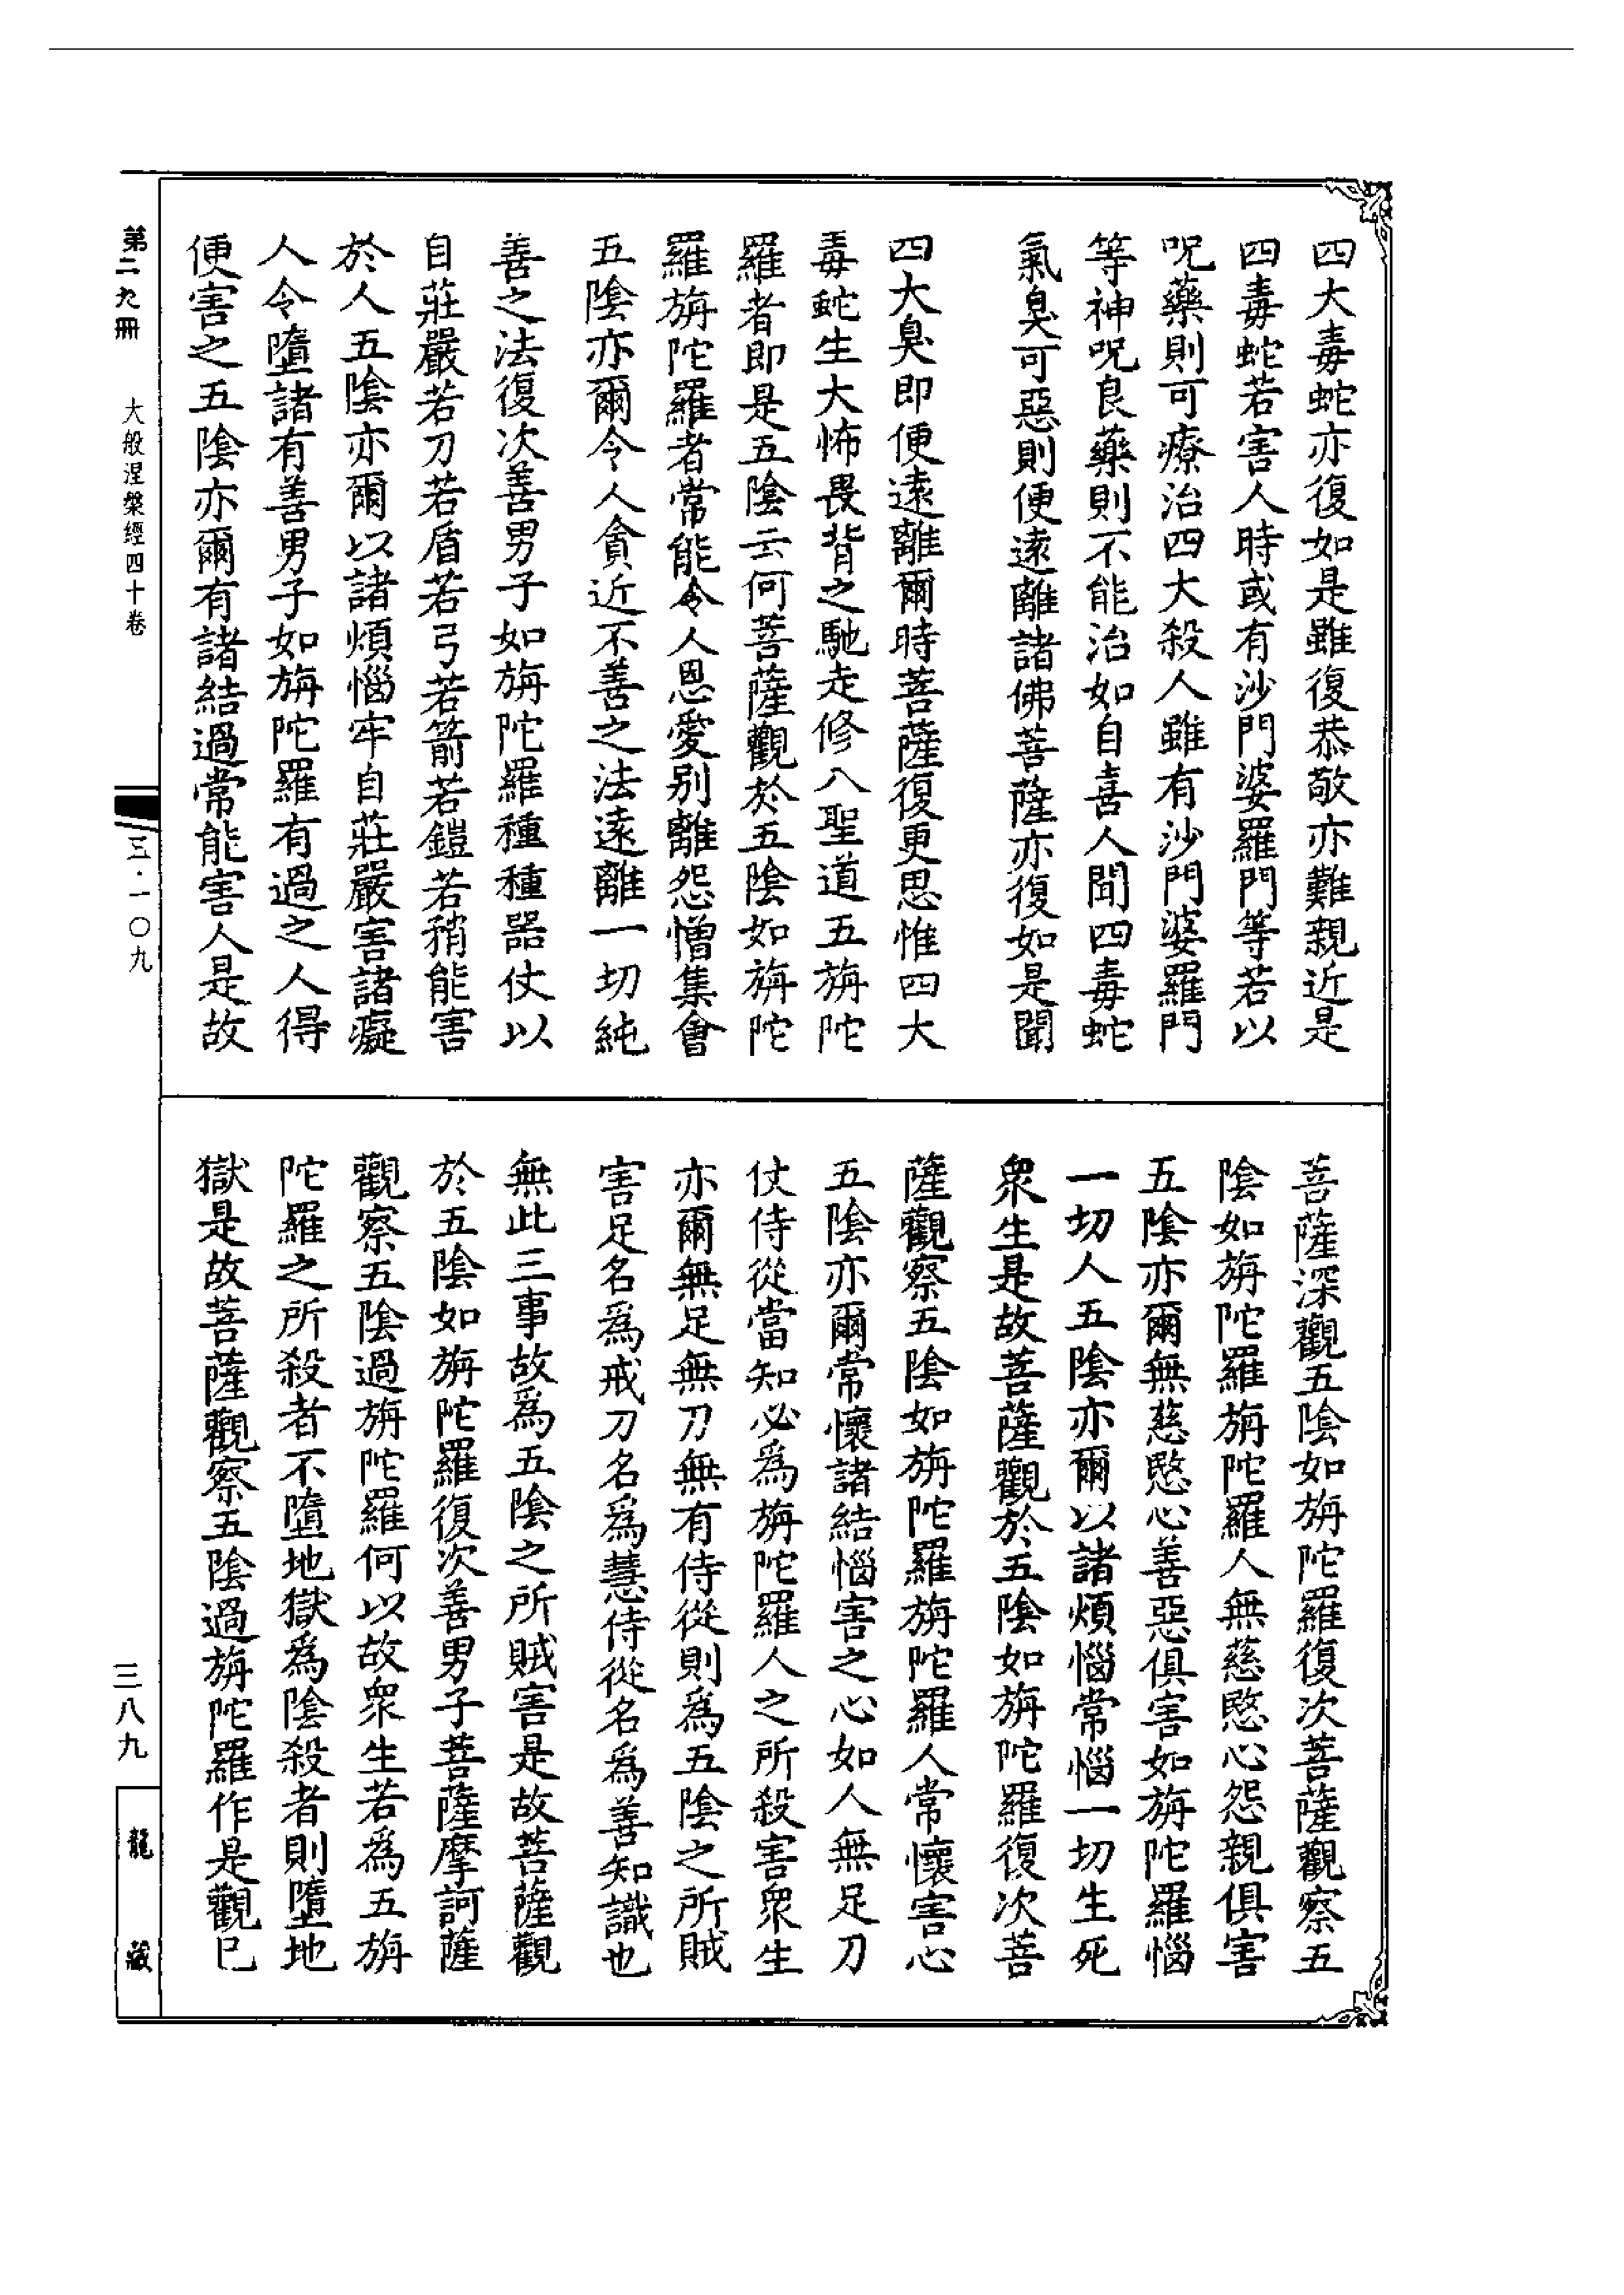 四大毒蛇亦復如是雖復恭敬亦難親近是
四毒蛇若害人時或有沙門婆羅門等若以
呪藥則可療治四大殺人雖有沙門婆羅門
等神呪良藥則不能治如自喜人聞四毒蛇
氣臭可惡則便遠離諸佛菩薩亦復如是聞
四大臭即便遠離爾時菩薩復更思惟四大
毒蛇生大怖畏背之馳走修八聖道五旃陀
羅者即是五陰云何菩薩觀於五陰如旃陀
羅旃陀羅者常能令人恩愛別離怨憎集會
五陰亦爾令人貪近不善之法遠離一切純
善之法復次善男子如旃陀羅種種器仗以
自莊嚴若刀若盾若弓若箭若鎧若矟能害
於人五陰亦爾以諸煩惱牢自莊嚴害諸癡
人令墮諸有善男子如旃陀羅有過之人得
便害之五陰亦爾有諸結過常能害人是故
菩薩深觀五陰如旃陀羅復次菩薩觀察五
陰如旃陀羅旃陀羅人無慈愍心怨親俱害
五陰亦爾無慈愍心善惡俱害如旃陀羅惱
一切人五陰亦爾以諸煩惱常惱一切生死
眾生是故菩薩觀於五陰如旃陀羅復次菩
薩觀察五陰如旃陀羅旃陀羅人常懷害心
五陰亦爾常懷諸結惱害之心如人無足刀
仗侍從當知必為旃陀羅人之所殺害眾生
亦爾無足無刀無有侍從則為五陰之所賊
害足名為戒刀名為慧侍從名為善知識也
無此三事故為五陰之所賊害是故菩薩觀
於五陰如旃陀羅復次善男子菩薩摩訶薩
觀察五陰過旃陀羅何以故眾生若為五旃
陀羅之所殺者不墮地獄為陰殺者則墮地
獄是故菩薩觀察五陰過旃陀羅作是觀已
第二九冊
大般涅槃經四十卷
三·一〇九
三八九
龍藏